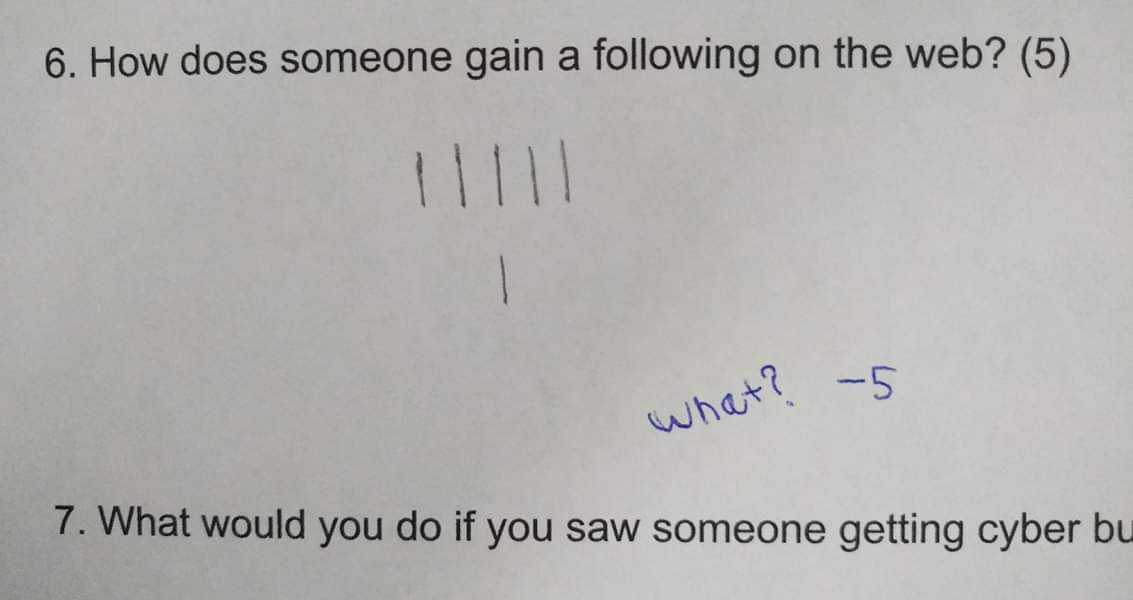 6. How does someone gain a following on the web? (5)
| | | | |
|
what? -5
7. What would you do if you saw someone getting cyber bu